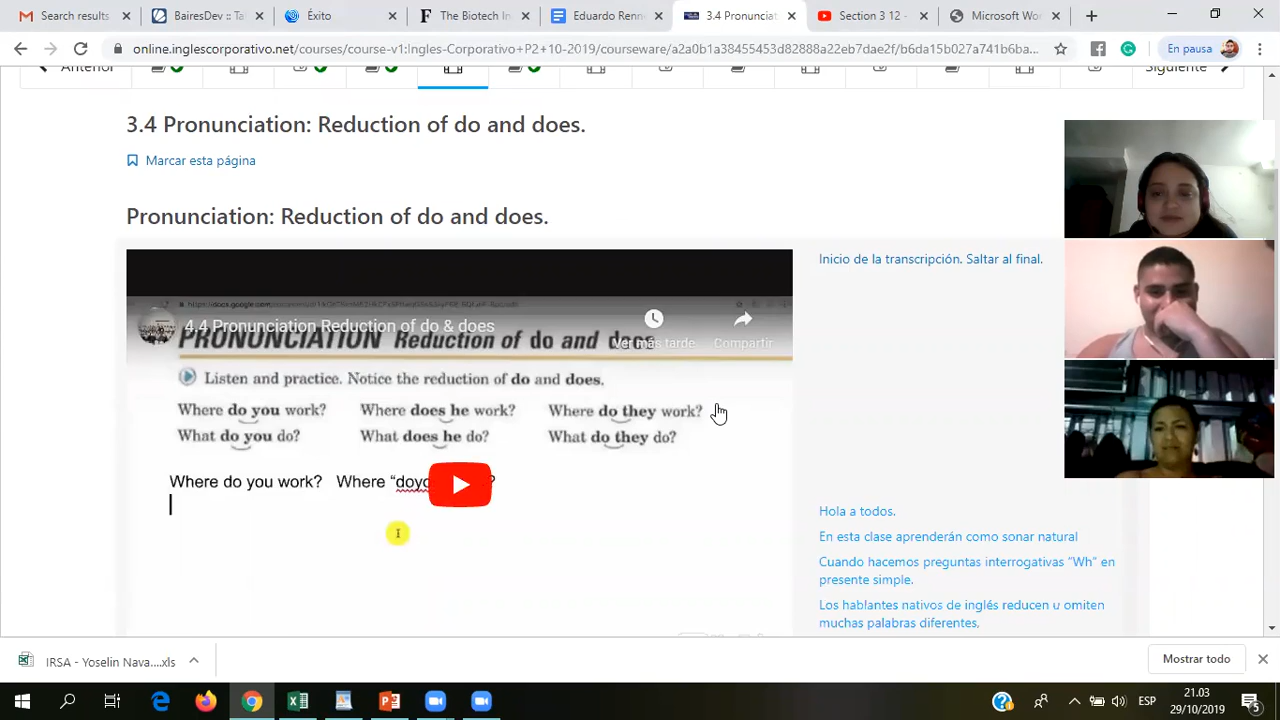 Search results
BairesDev :: Ta
Éxito
The Biotech In
Eduardo Renn
3.4 Pronunciat
Section 3 12 -
Microsoft Wo
online.inglescorporativo.net/courses/course-v1:Ingles-Corporativo+P2+10-2019/courseware/a2a0b1a38455453d82888a22eb7dae2f/b6da15b027a741b6ba...
En pausa
Anterior
Siguiente
3.4 Pronunciation: Reduction of do and does.
Marcar esta página
Pronunciation: Reduction of do and does.
Inicio de la transcripción. Saltar al final.
4.4 Pronunciation Reduction of do & does
PRONUNCIATION Reduction of do and does
Ver más tarde
Compartir
Listen and practice. Notice the reduction of do and does.
Where do you work? Where does he work? Where do they work?
What do you do? What does he do? What do they do?
Where do you work? Where “doyo ?
Hola a todos.
En esta clase aprenderán como sonar natural
Cuando hacemos preguntas interrogativas “Wh” en
presente simple.
Los hablantes nativos de inglés reducen u omiten
muchas palabras diferentes,
IRSA - Yoselin Nava....xls
Mostrar todo
ESP
21.03
29/10/2019
5